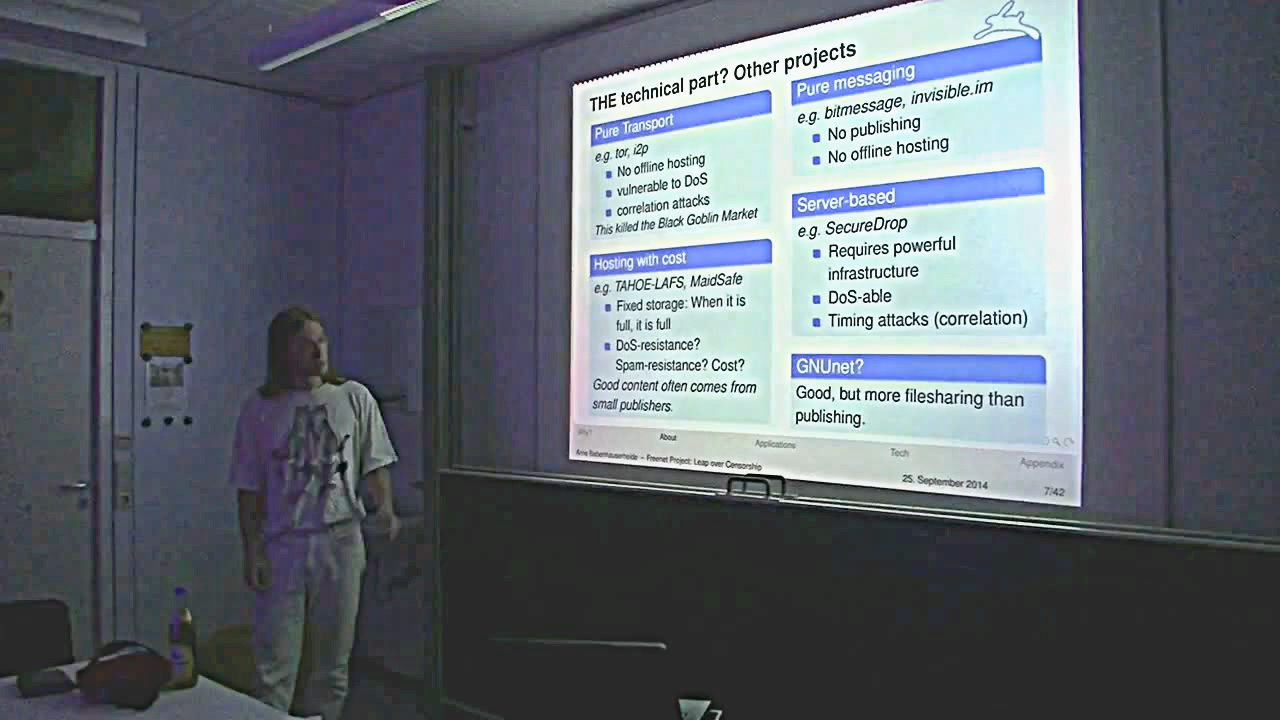 THE technical part? Other projects
Pure Transport
e.g. tor, i2p
No offline hosting
vulnerable to DoS
correlation attacks
This killed the Black Goblin Market
Hosting with cost
e.g. TAHOE-LAFS, MaidSafe
Fixed storage: When it is
full, it is full
DoS-resistance?
Spam-resistance? Cost?
Good content often comes from
small publishers.
Pure messaging
e.g. bitmessage, invisible.im
No publishing
No offline hosting
Server-based
e.g. SecureDrop
Requires powerful
infrastructure
DoS-able
Timing attacks (correlation)
GNUnet?
Good, but more filesharing than
publishing.
Why? About Applications Tech Appendix
Arne Babenhauserheide – Freenet Project: Leap over Censorship
25. September 2014 7/42